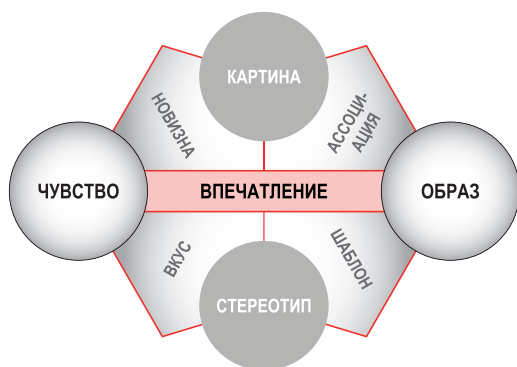 КАРТИНА
НОВИЗНА
АССОЦИ-
АЦИЯ
ЧУВСТВО
ВПЕЧАТЛЕНИЕ
ОБРАЗ
ВКУС
ШАБЛОН
СТЕРЕОТИП